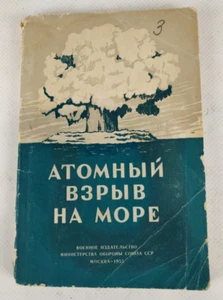 3
АТОМНЫЙ
ВЗРЫВ
НА МОРЕ
ВОЕННОЕ ИЗДАТЕЛЬСТВО
МИНИСТЕРСТВА ОБОРОНЫ СОЮЗА ССР
МОСКВА